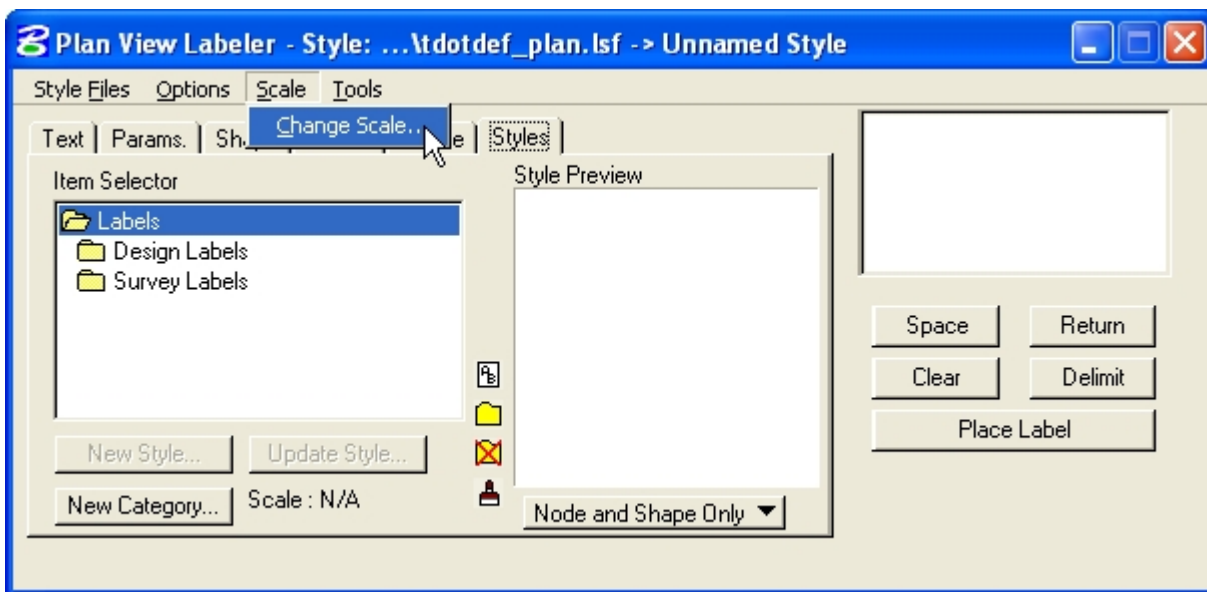 Plan View Labeler - Style: ...\tdotdef_plan.lsf -> Unnamed Style
Style Files Options Scale Tools
Change Scale...
Text Params. Styles
Item Selector
Style Preview
Labels
Design Labels
Survey Labels
Space Return
Clear Delimit
Place Label
New Style... Update Style...
New Category... Scale : N/A
Node and Shape Only